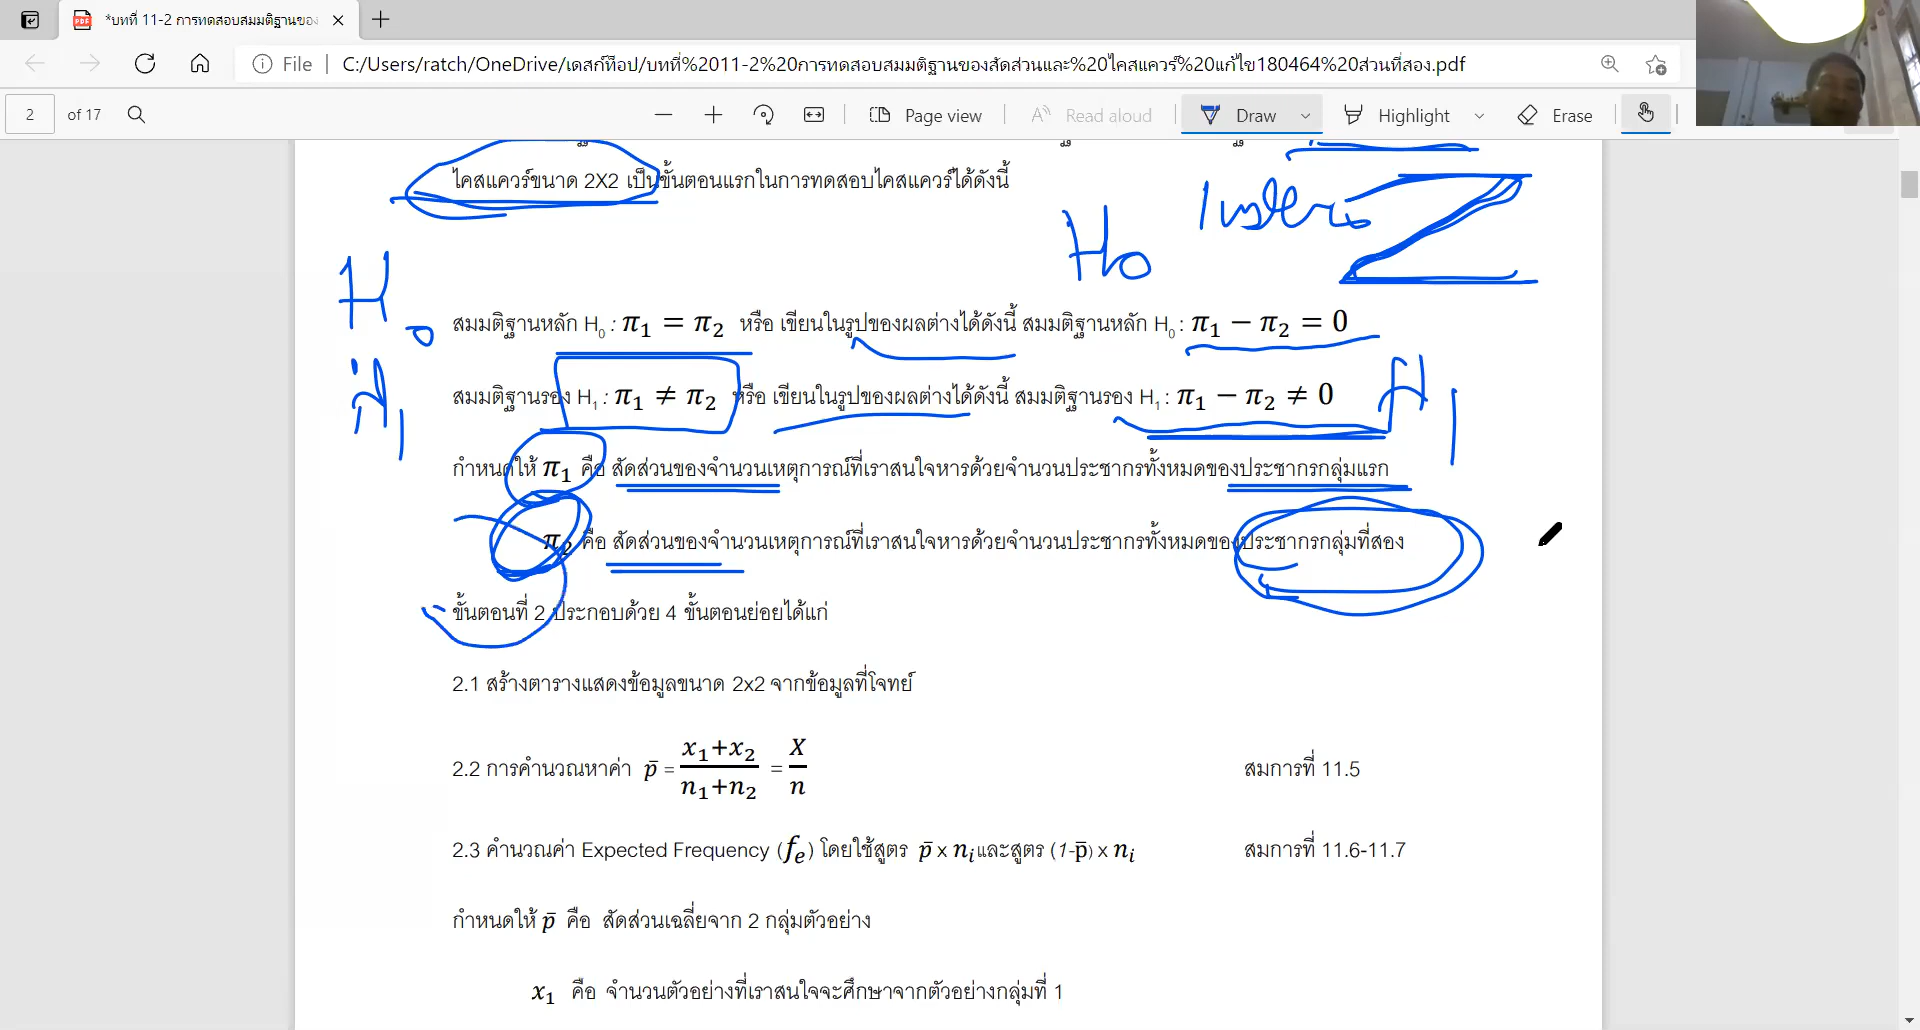 *บทที่ 11-2 การทดสอบสมมติฐานของ
File C:/Users/ratch/OneDrive/เดสก์ท็อป/บทที่%2011-2%20การทดสอบสมมติฐานของสัดส่วนและ%20ไคสแควร์%20แก้ไข180464%20ส่วนที่สอง.pdf
2 of 17 Page view Read aloud Draw Highlight Erase
ไคสแควร์ขนาด 2X2 เป็นขั้นตอนแรกในการทดสอบไคสแควร์ได้ดังนี้
H₀
H₀
สมมติฐานหลัก H₀ : π₁ = π₂ หรือ เขียนในรูปของผลต่างได้ดังนี้ สมมติฐานหลัก H₀ : π₁ − π₂ = 0
สมมติฐานรอง H₁ : π₁ ≠ π₂ หรือ เขียนในรูปของผลต่างได้ดังนี้ สมมติฐานรอง H₁ : π₁ − π₂ ≠ 0
H₁
H₁
กำหนดให้ π₁ คือ สัดส่วนของจำนวนเหตุการณ์ที่เราสนใจหารด้วยจำนวนประชากรทั้งหมดของประชากรกลุ่มแรก
π₂ คือ สัดส่วนของจำนวนเหตุการณ์ที่เราสนใจหารด้วยจำนวนประชากรทั้งหมดของประชากรกลุ่มที่สอง
ขั้นตอนที่ 2 ประกอบด้วย 4 ขั้นตอนย่อยได้แก่
2.1 สร้างตารางแสดงข้อมูลขนาด 2x2 จากข้อมูลที่โจทย์
2.2 การคำนวณหาค่า p̄ = (x₁+x₂)/(n₁+n₂) = X/n สมการที่ 11.5
2.3 คำนวณค่า Expected Frequency (fₑ) โดยใช้สูตร p̄ x nᵢ และสูตร (1-p̄) x nᵢ สมการที่ 11.6-11.7
กำหนดให้ p̄ คือ สัดส่วนเฉลี่ยจาก 2 กลุ่มตัวอย่าง
x₁ คือ จำนวนตัวอย่างที่เราสนใจจะศึกษาจากตัวอย่างกลุ่มที่ 1